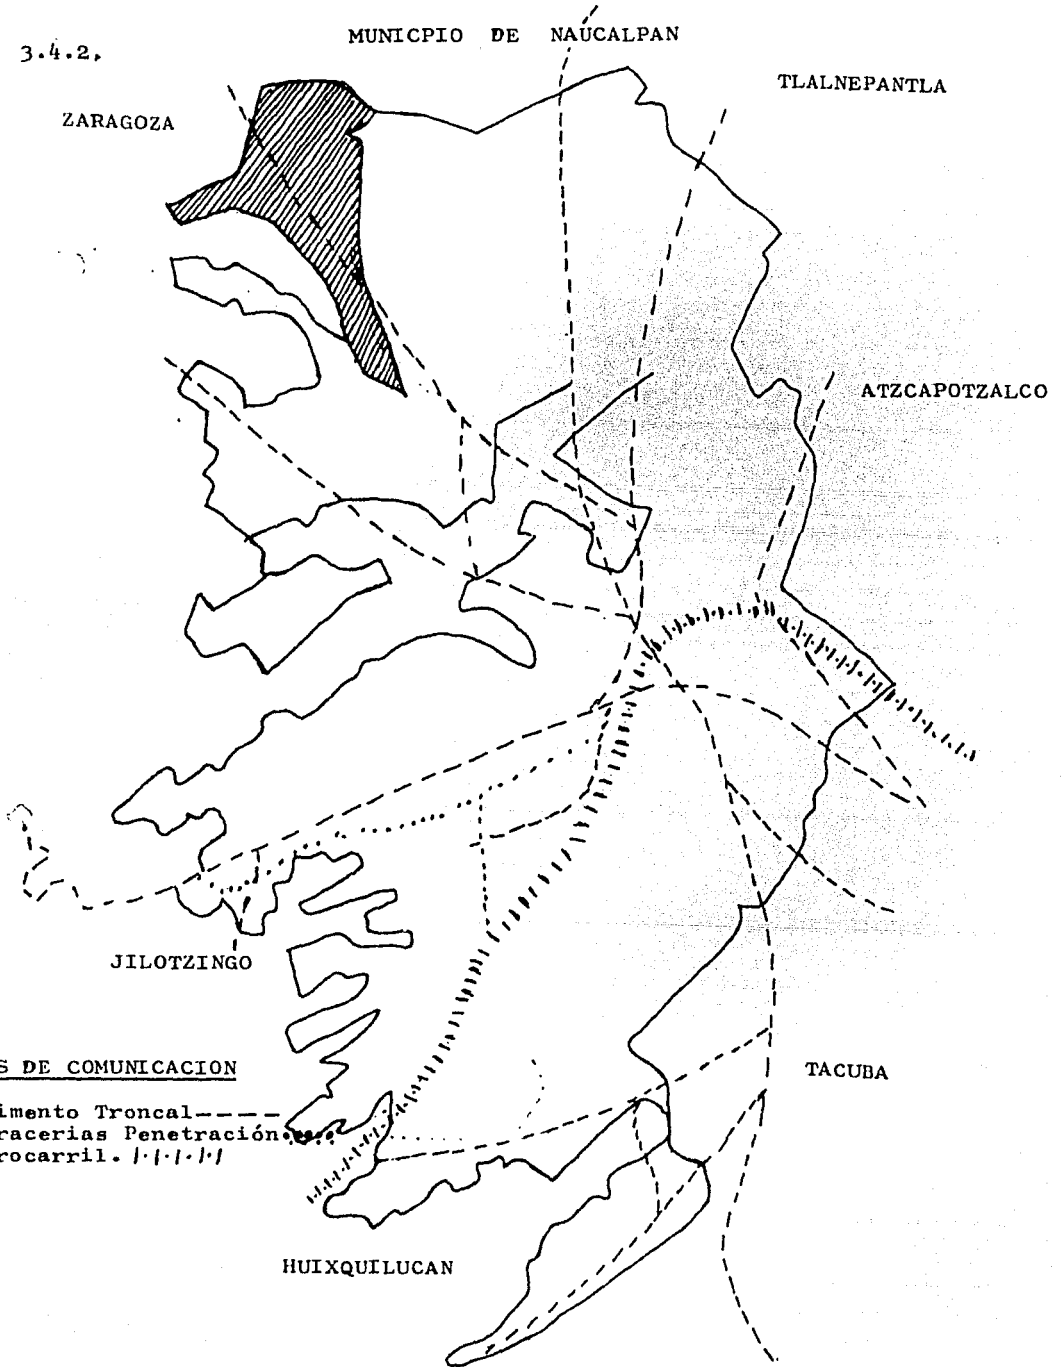 3.4.2.
MUNICPIO DE NAUCALPAN
TLALNEPANTLA
ZARAGOZA
ATZCAPOTZALCO
JILOTZINGO
S DE COMUNICACION
TACUBA
imento Troncal----
racerias Penetración
rocarril.
HUIXQUILUCAN